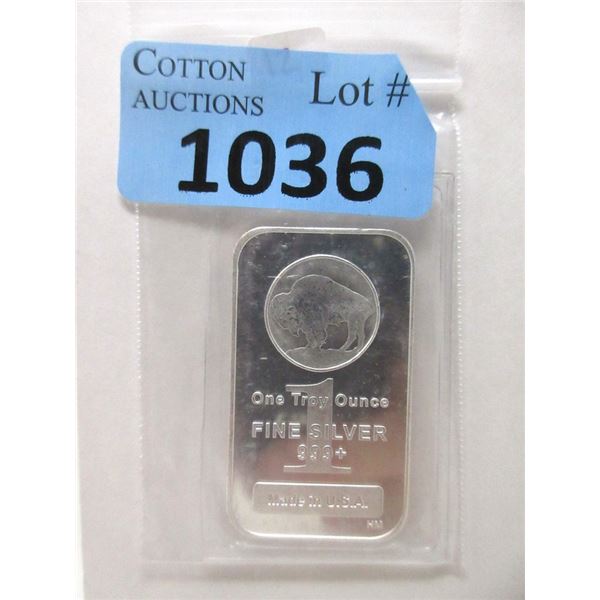 COTTON
AUCTIONS
Lot #
1036
1
One Troy Ounce
FINE SILVER
999+
Made in U.S.A.
HM